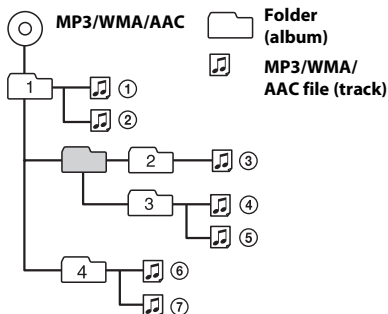 MP3/WMA/AAC
Folder
(album)
MP3/WMA/
AAC file (track)
1
①
②
2
③
3
④
⑤
4
⑥
⑦